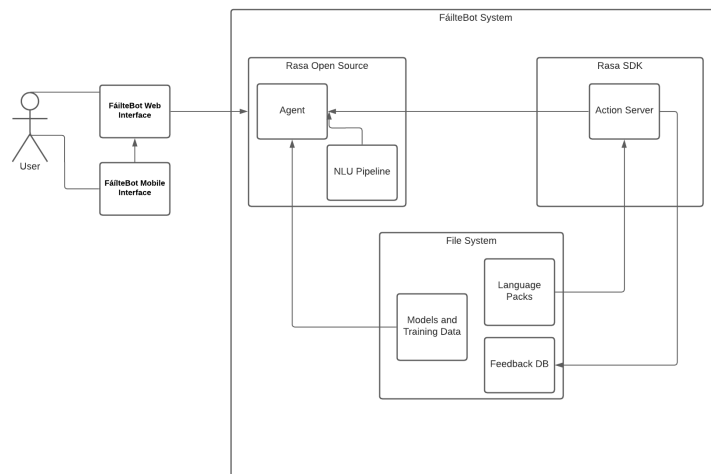 FáilteBot System
Rasa Open Source
Rasa SDK
FáilteBot Web
Interface
Agent
Action Server
User
FáilteBot Mobile
Interface
NLU Pipeline
File System
Language
Packs
Models and
Training Data
Feedback DB